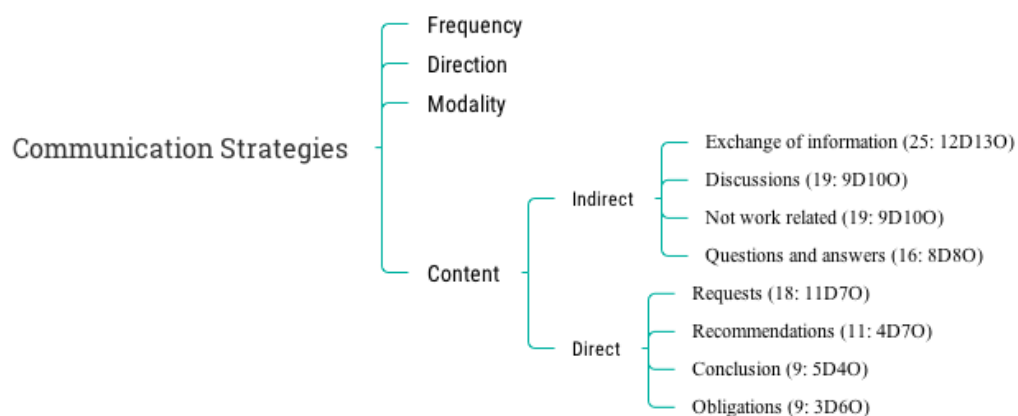 Communication Strategies
Frequency
Direction
Modality
Content
Indirect
Exchange of information (25: 12D13O)
Discussions (19: 9D10O)
Not work related (19: 9D10O)
Questions and answers (16: 8D8O)
Direct
Requests (18: 11D7O)
Recommendations (11: 4D7O)
Conclusion (9: 5D4O)
Obligations (9: 3D6O)